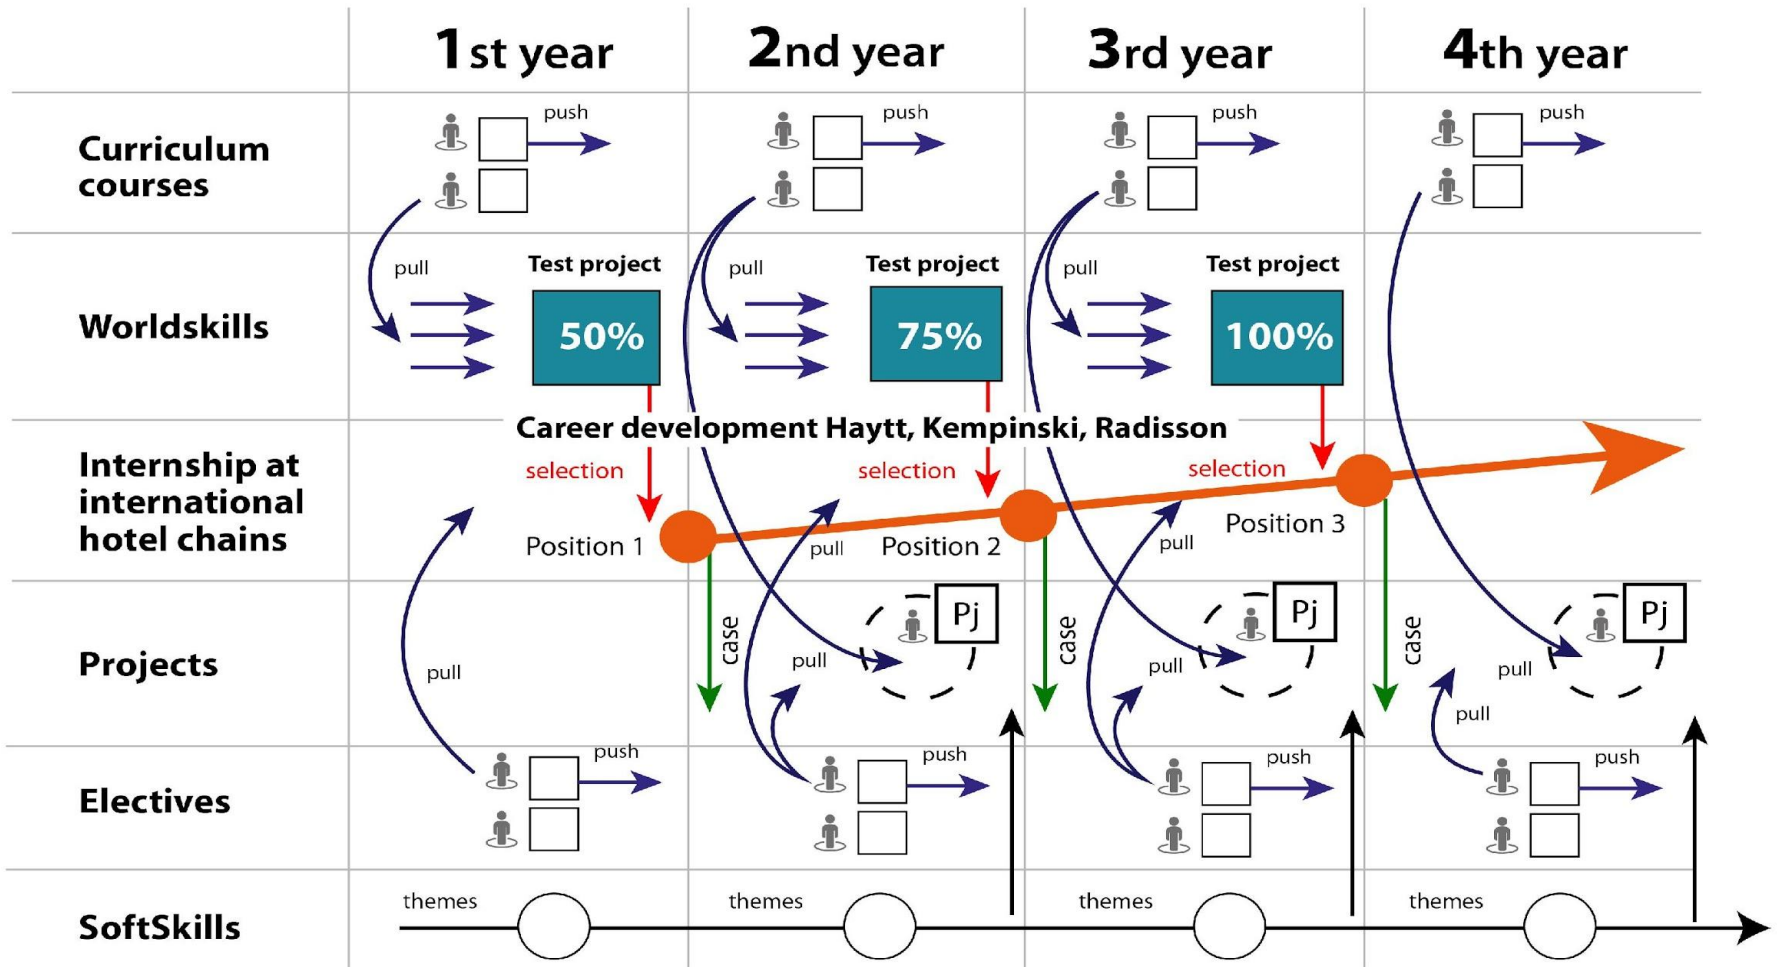 1st year
2nd year
3rd year
4th year
Curriculum
courses
push
push
push
push
Worldskills
pull
Test project
50%
pull
Test project
75%
pull
Test project
100%
Career development Haytt, Kempinski, Radisson
Internship at
international
hotel chains
selection
selection
selection
Position 1
pull
Position 2
pull
Position 3
Projects
pull
case
pull
Pj
case
pull
Pj
case
pull
Pj
pull
Electives
push
push
push
push
SoftSkills
themes
themes
themes
themes